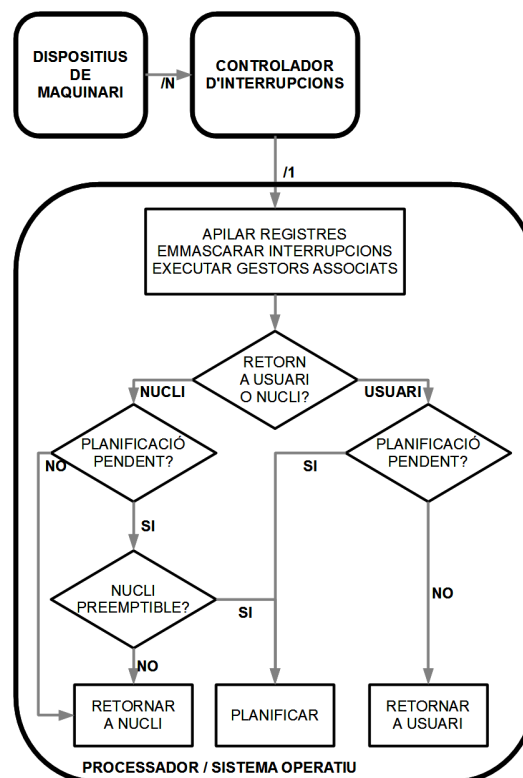 DISPOSITIUS
DE
MAQUINARI
/N
CONTROLADOR
D'INTERRUPCIONS
/1
APILAR REGISTRES
EMMASCARAR INTERRUPCIONS
EXECUTAR GESTORS ASSOCIATS
RETORN
A USUARI
O NUCLI?
NUCLI
USUARI
PLANIFICACIÓ
PENDENT?
NO
SI
PLANIFICACIÓ
PENDENT?
SI
NO
NUCLI
PREEMPTIBLE?
SI
NO
RETORNAR
A NUCLI
PLANIFICAR
RETORNAR
A USUARI
PROCESSADOR / SISTEMA OPERATIU